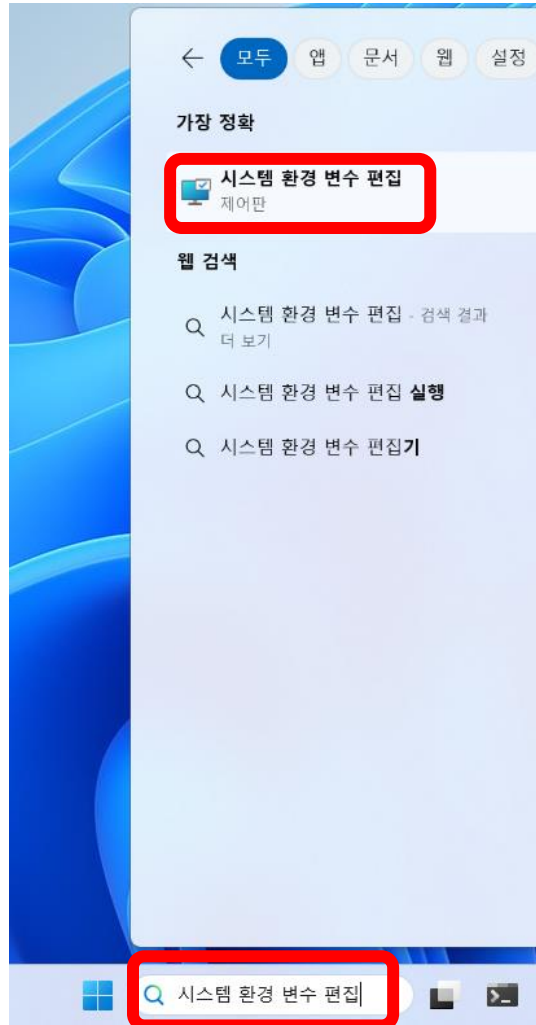 모두 앱 문서 웹 설정
가장 정확
시스템 환경 변수 편집
제어판
웹 검색
시스템 환경 변수 편집 - 검색 결과
더 보기
시스템 환경 변수 편집 실행
시스템 환경 변수 편집기
시스템 환경 변수 편집